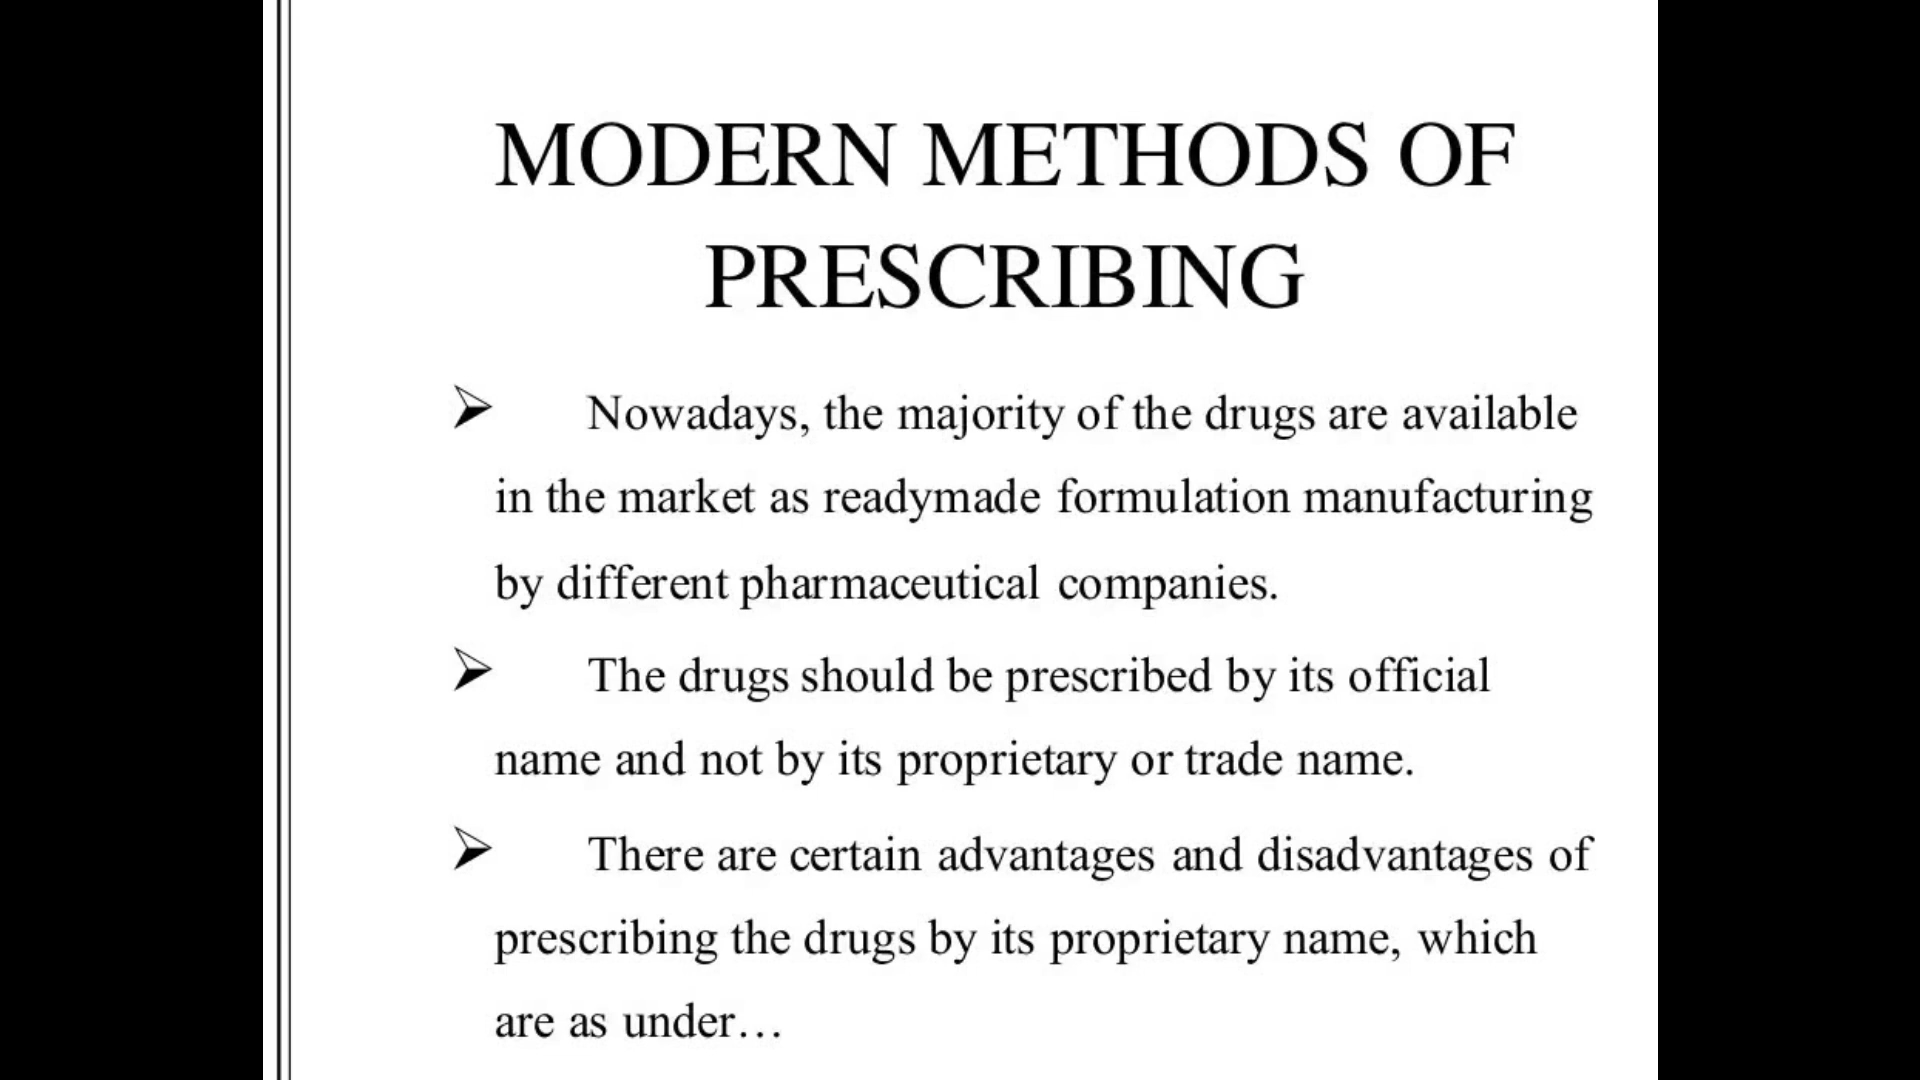 MODERN METHODS OF
PRESCRIBING
➢ Nowadays, the majority of the drugs are available
in the market as readymade formulation manufacturing
by different pharmaceutical companies.
➢ The drugs should be prescribed by its official
name and not by its proprietary or trade name.
➢ There are certain advantages and disadvantages of
prescribing the drugs by its proprietary name, which
are as under…